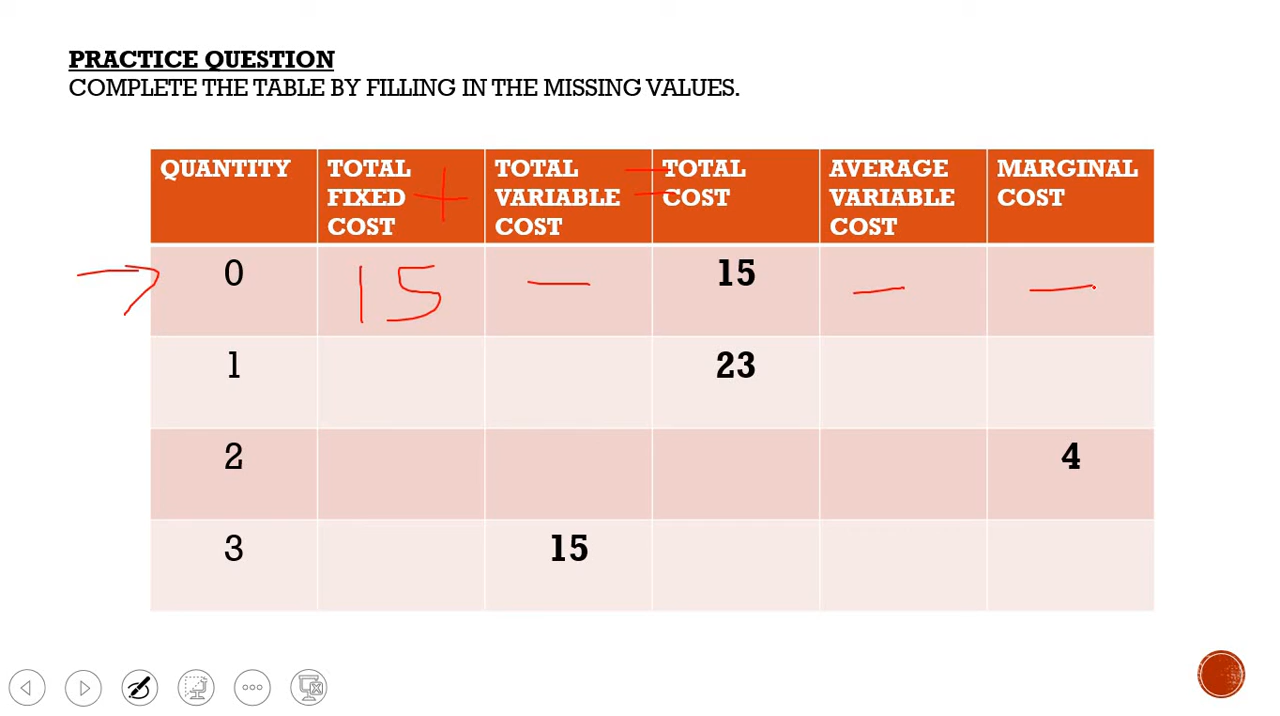 PRACTICE QUESTION
COMPLETE THE TABLE BY FILLING IN THE MISSING VALUES.
QUANTITY TOTAL FIXED COST + TOTAL VARIABLE COST = TOTAL COST AVERAGE VARIABLE COST MARGINAL COST
0 15 — 15 — —
1 23
2 4
3 15